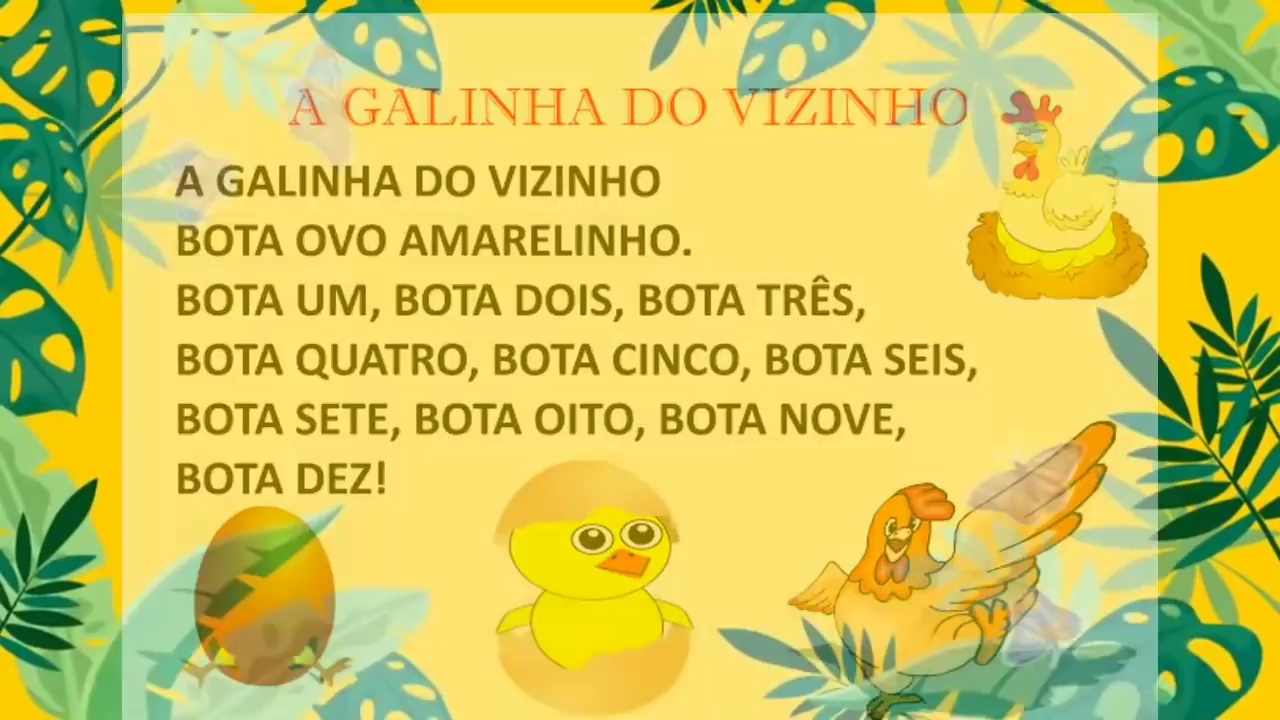 A GALINHA DO VIZINHO
A GALINHA DO VIZINHO
BOTA OVO AMARELINHO.
BOTA UM, BOTA DOIS, BOTA TRÊS,
BOTA QUATRO, BOTA CINCO, BOTA SEIS,
BOTA SETE, BOTA OITO, BOTA NOVE,
BOTA DEZ!